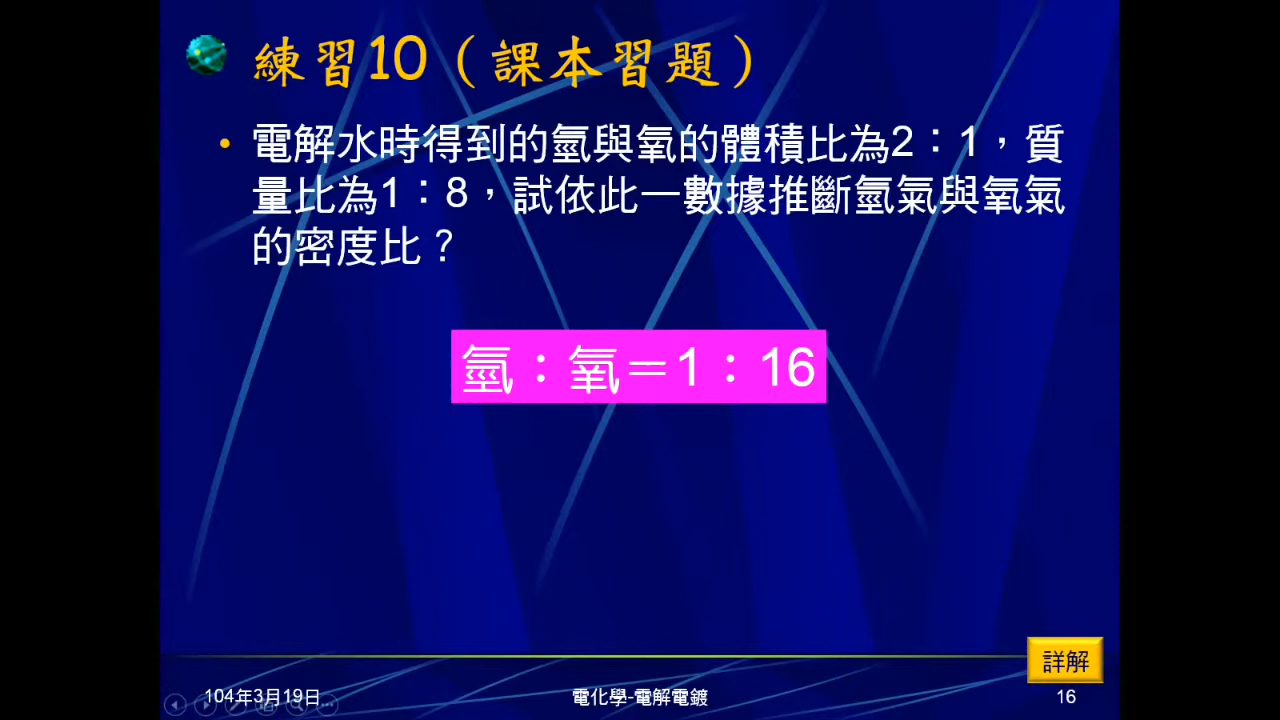 練習10（課本習題）
• 電解水時得到的氫與氧的體積比為2：1，質
量比為1：8，試依此一數據推斷氫氣與氧氣
的密度比？
氫：氧＝1：16
詳解
104年3月19日
電化學-電解電鍍
16